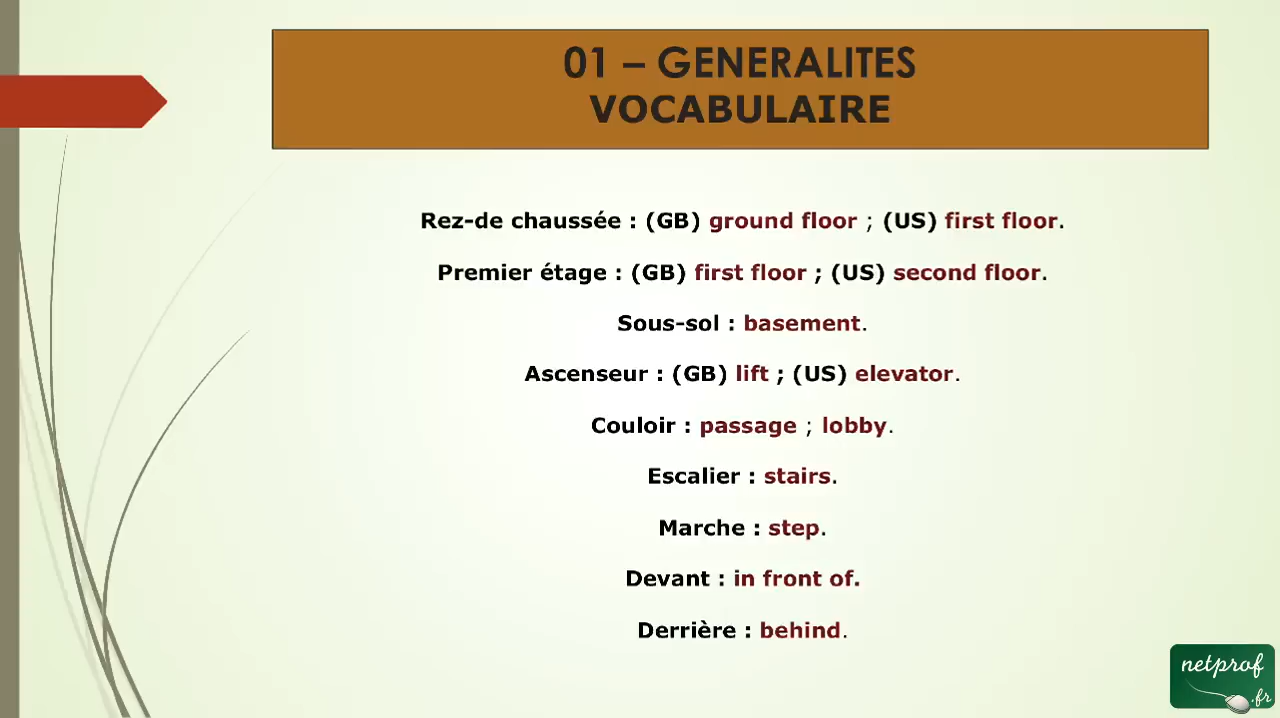 01 – GENERALITES
VOCABULAIRE
Rez-de chaussée : (GB) ground floor ; (US) first floor.
Premier étage : (GB) first floor ; (US) second floor.
Sous-sol : basement.
Ascenseur : (GB) lift ; (US) elevator.
Couloir : passage ; lobby.
Escalier : stairs.
Marche : step.
Devant : in front of.
Derrière : behind.
netprof
.fr